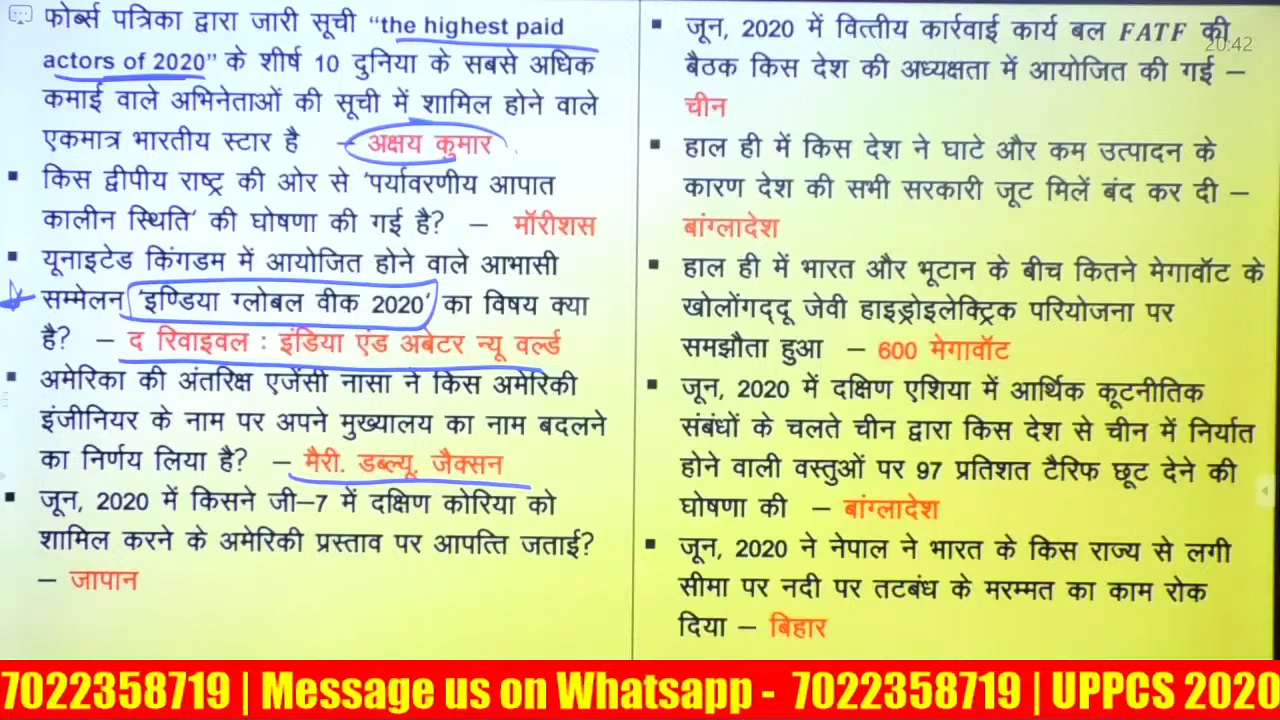 फोर्ब्स पत्रिका द्वारा जारी सूची “the highest paid
actors of 2020” के शीर्ष 10 दुनिया के सबसे अधिक
कमाई वाले अभिनेताओं की सूची में शामिल होने वाले
एकमात्र भारतीय स्टार है – अक्षय कुमार
▪ किस द्वीपीय राष्ट्र की ओर से ‘पर्यावरणीय आपात
कालीन स्थिति’ की घोषणा की गई है? – मॉरीशस
▪ यूनाइटेड किंगडम में आयोजित होने वाले आभासी
सम्मेलन ‘इण्डिया ग्लोबल वीक 2020’ का विषय क्या
है? – द रिवाइवल : इंडिया एंड अबेटर न्यू वर्ल्ड
▪ अमेरिका की अंतरिक्ष एजेंसी नासा ने किस अमेरिकी
इंजीनियर के नाम पर अपने मुख्यालय का नाम बदलने
का निर्णय लिया है? – मैरी. डब्ल्यू. जैक्सन
▪ जून, 2020 में किसने जी–7 में दक्षिण कोरिया को
शामिल करने के अमेरिकी प्रस्ताव पर आपत्ति जताई?
– जापान
▪ जून, 2020 में वित्तीय कार्रवाई कार्य बल FATF की
20:42
बैठक किस देश की अध्यक्षता में आयोजित की गई –
चीन
▪ हाल ही में किस देश ने घाटे और कम उत्पादन के
कारण देश की सभी सरकारी जूट मिलें बंद कर दी –
बांग्लादेश
▪ हाल ही में भारत और भूटान के बीच कितने मेगावॉट के
खोलोंगद्दू जेवी हाइड्रोइलेक्ट्रिक परियोजना पर
समझौता हुआ – 600 मेगावॉट
▪ जून, 2020 में दक्षिण एशिया में आर्थिक कूटनीतिक
संबंधों के चलते चीन द्वारा किस देश से चीन में निर्यात
होने वाली वस्तुओं पर 97 प्रतिशत टैरिफ छूट देने की
घोषणा की – बांग्लादेश
▪ जून, 2020 ने नेपाल ने भारत के किस राज्य से लगी
सीमा पर नदी पर तटबंध के मरम्मत का काम रोक
दिया – बिहार
7022358719 | Message us on Whatsapp - 7022358719 | UPPCS 2020